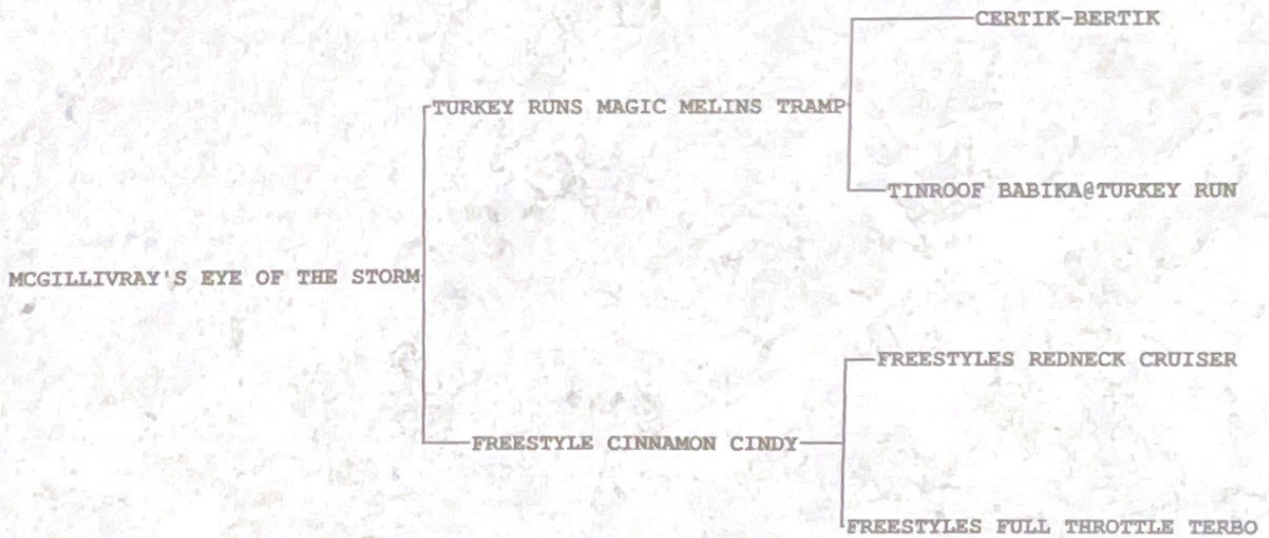 CERTIK-BERTIK
TURKEY RUNS MAGIC MELINS TRAMP
TINROOF BABIKA@TURKEY RUN
MCGILLIVRAY'S EYE OF THE STORM
FREESTYLES REDNECK CRUISER
FREESTYLE CINNAMON CINDY
FREESTYLES FULL THROTTLE TERBO